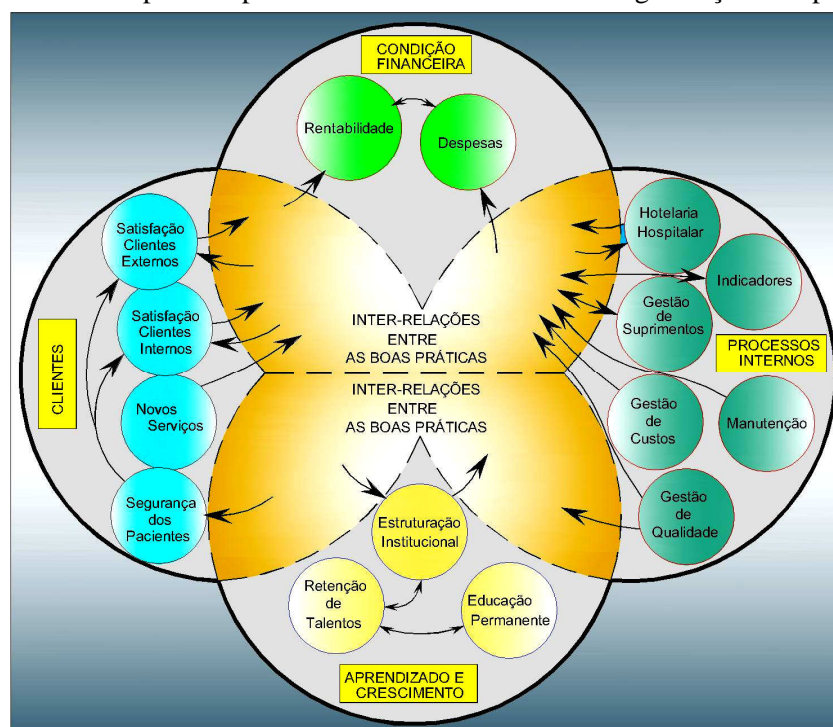 CONDIÇÃO
FINANCEIRA
Rentabilidade
Despesas
Satisfação
Clientes
Externos
Satisfação
Clientes
Internos
Novos
Serviços
Segurança
dos
Pacientes
CLIENTES
INTER-RELAÇÕES
ENTRE
AS BOAS PRÁTICAS
INTER-RELAÇÕES
ENTRE
AS BOAS PRÁTICAS
Hotelaria
Hospitalar
Indicadores
Gestão
de
Suprimentos
PROCESSOS
INTERNOS
Gestão
de
Custos
Manutenção
Gestão
de
Qualidade
Estruturação
Institucional
Retenção
de
Talentos
Educação
Permanente
APRENDIZADO E
CRESCIMENTO